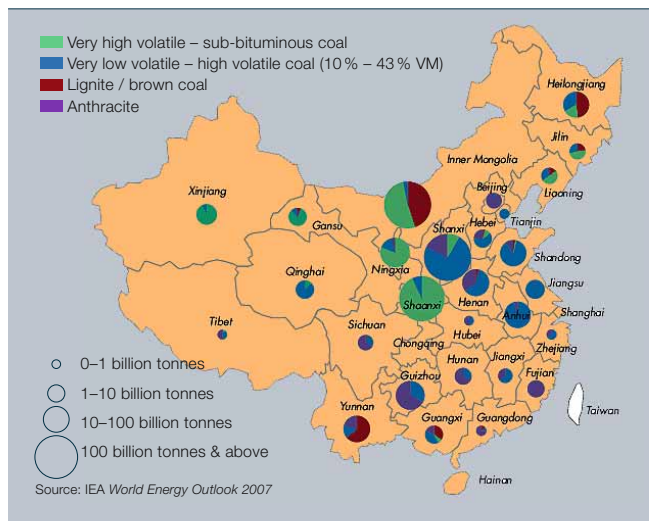 Very high volatile – sub-bituminous coal
Very low volatile – high volatile coal (10 % – 43 % VM)
Lignite / brown coal
Anthracite
Heilongjiang
Jilin
Inner Mongolia
Liaoning
Beijing
Xinjiang
Tianjin
Gansu
Hebei
Shanxi
Shandong
Ningxia
Qinghai
Jiangsu
Henan
Shaanxi
Anhui
Shanghai
Tibet
Sichuan
Hubei
Chongqing
Zhejiang
Hunan
Jiangxi
Guizhou
Fujian
Yunnan
Guangxi
Guangdong
Taiwan
Hainan
0–1 billion tonnes
1–10 billion tonnes
10–100 billion tonnes
100 billion tonnes & above
Source: IEA World Energy Outlook 2007